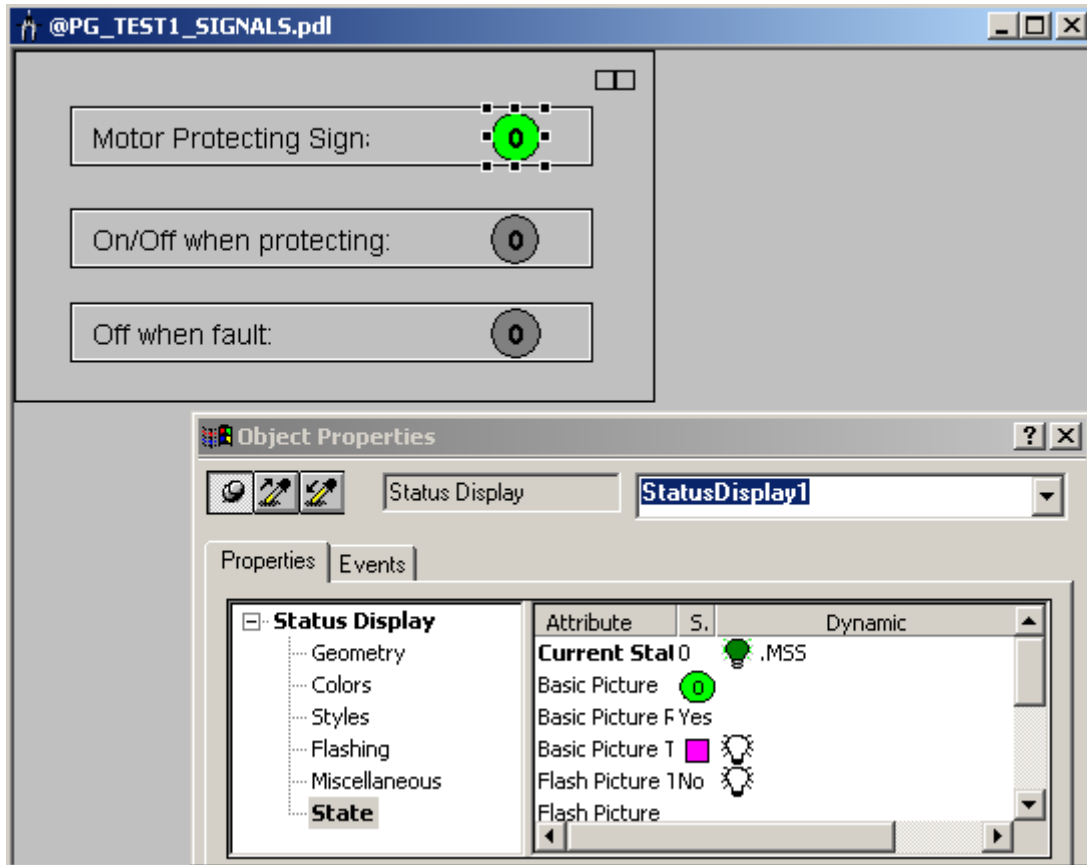 @PG_TEST1_SIGNALS.pdl
Motor Protecting Sign: 0
On/Off when protecting: 0
Off when fault: 0
Object Properties
Status Display StatusDisplay1
Properties Events
Status Display
Geometry
Colors
Styles
Flashing
Miscellaneous
State
Attribute S. Dynamic
Current Stat 0 .MSS
Basic Picture 0
Basic Picture F Yes
Basic Picture T
Flash Picture T No
Flash Picture